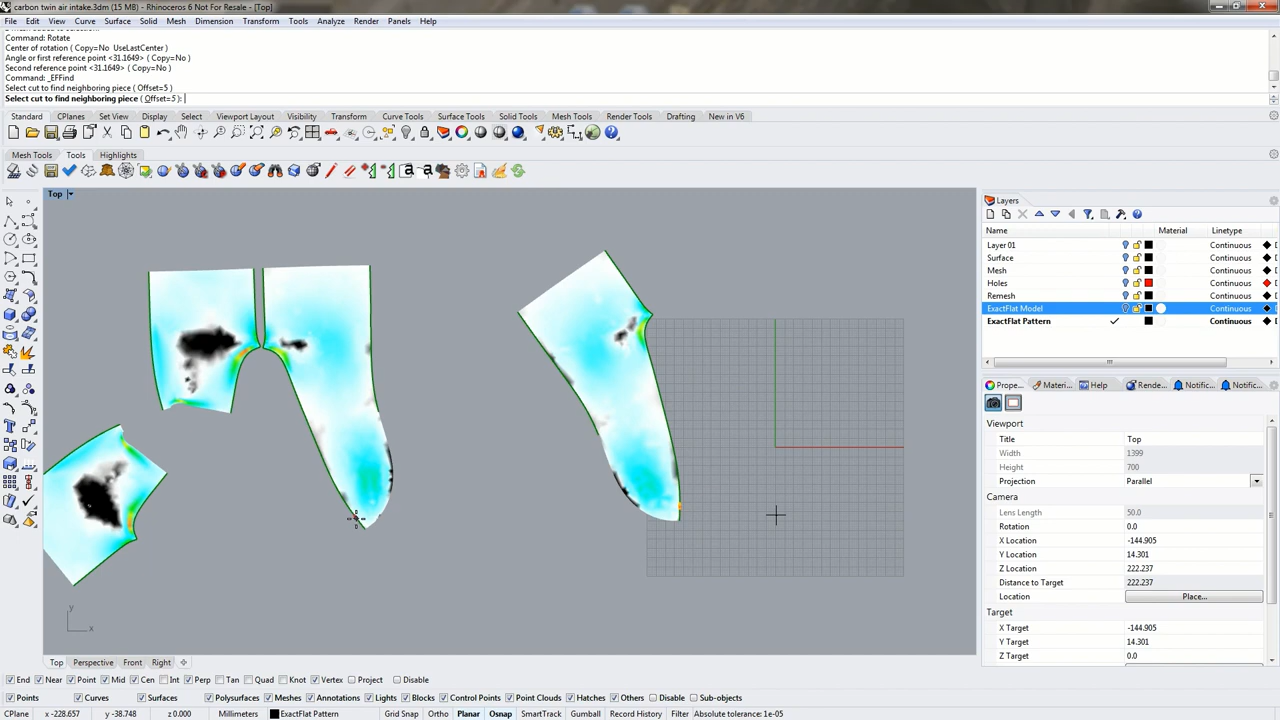 carbon twin air intake.3dm (15 MB) - Rhinoceros 6 Not For Resale - [Top]
File Edit View Curve Surface Solid Mesh Dimension Transform Tools Analyze Render Panels Help
Command: Rotate
Center of rotation ( Copy=No UseLastCenter )
Angle or first reference point <31.1649> ( Copy=No )
Second reference point <31.1649> ( Copy=No )
Command: _EFFind
Select cut to find neighboring piece ( Offset=5 )
Select cut to find neighboring piece ( Offset=5 ):
Standard CPlanes Set View Display Select Viewport Layout Visibility Transform Curve Tools Surface Tools Solid Tools Mesh Tools Render Tools Drafting New in V6
Mesh Tools Tools Highlights
Top
Layers
Name Material Linetype
Layer 01 Continuous
Surface Continuous
Mesh Continuous
Holes Continuous
Remesh Continuous
ExactFlat Model Continuous
ExactFlat Pattern Continuous
Prope... Materi... Help Rende... Notific... Notific...
Viewport
Title Top
Width 1399
Height 700
Projection Parallel
Camera
Lens Length 50.0
Rotation 0.0
X Location -144.905
Y Location 14.301
Z Location 222.237
Distance to Target 222.237
Location Place...
Target
X Target -144.905
Y Target 14.301
Z Target 0.0
y
x
Top Perspective Front Right
End Near Point Mid Cen Int Perp Tan Quad Knot Vertex Project Disable
Points Curves Surfaces Polysurfaces Meshes Annotations Lights Blocks Control Points Point Clouds Hatches Others Disable Sub-objects
CPlane x -228.657 y -38.748 z 0.000 Millimeters ExactFlat Pattern Grid Snap Ortho Planar Osnap SmartTrack Gumball Record History Filter Absolute tolerance: 1e-05